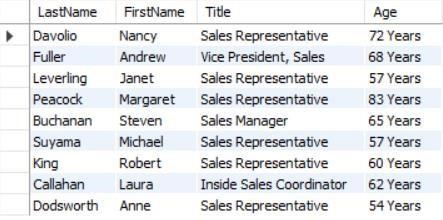 LastName FirstName Title Age
Davolio Nancy Sales Representative 72 Years
Fuller Andrew Vice President, Sales 68 Years
Leverling Janet Sales Representative 57 Years
Peacock Margaret Sales Representative 83 Years
Buchanan Steven Sales Manager 65 Years
Suyama Michael Sales Representative 57 Years
King Robert Sales Representative 60 Years
Callahan Laura Inside Sales Coordinator 62 Years
Dodsworth Anne Sales Representative 54 Years